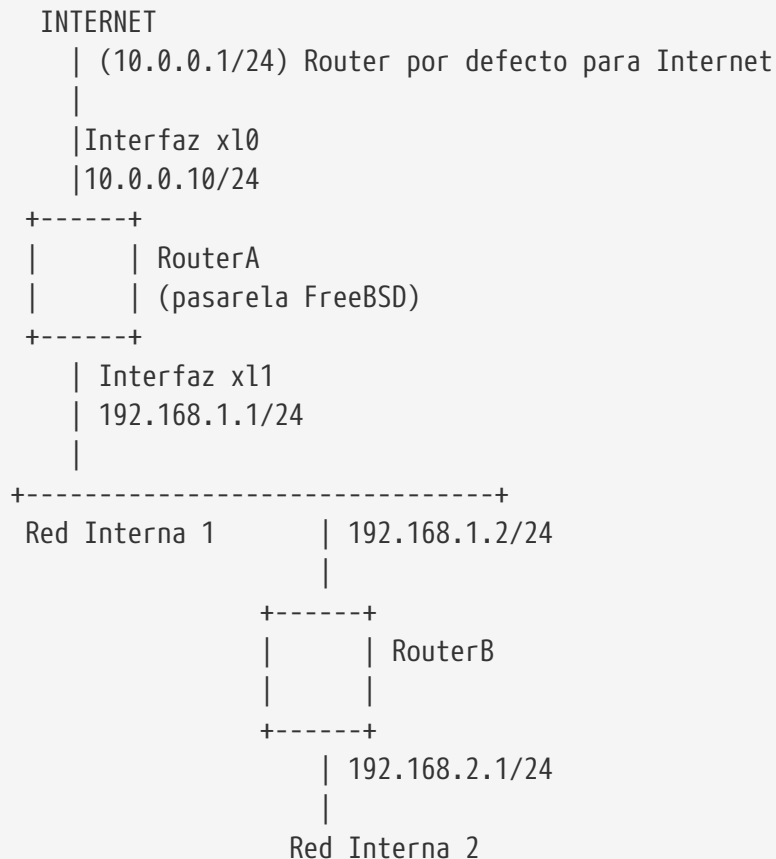 INTERNET
| (10.0.0.1/24) Router por defecto para Internet
|
|Interfaz xl0
|10.0.0.10/24
+------+
| | RouterA
| | (pasarela FreeBSD)
+------+
| Interfaz xl1
| 192.168.1.1/24
|
+--------------------------------+
Red Interna 1 | 192.168.1.2/24
|
+------+
| | RouterB
| |
+------+
| 192.168.2.1/24
|
Red Interna 2